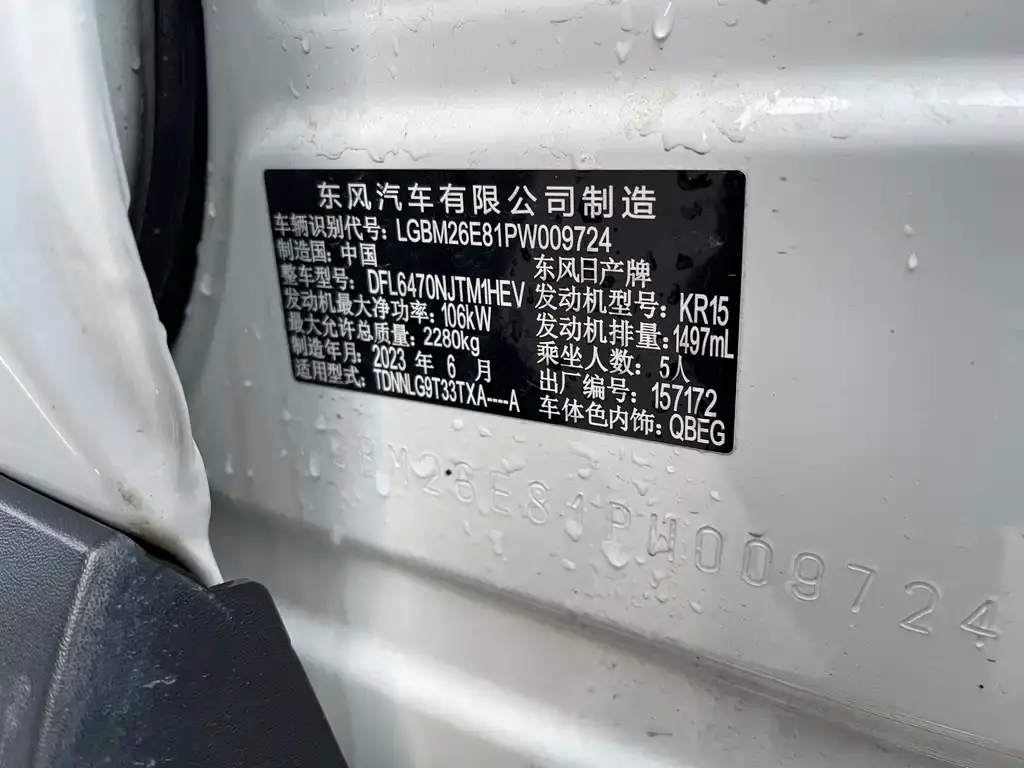 东风汽车有限公司制造
车辆识别代号: LGBM26E81PW009724
制造国: 中国 东风日产牌
整车型号: DFL6470NJTM1HEV 发动机型号: KR15
发动机最大净功率: 106kW 发动机排量: 1497mL
最大允许总质量: 2280kg 乘坐人数: 5人
制造年月: 2023 年 6 月 出厂编号: 157172
适用型式: TDNNLG9T33TXA----A 车体色内饰: QBEG
GBM26E81PW009724